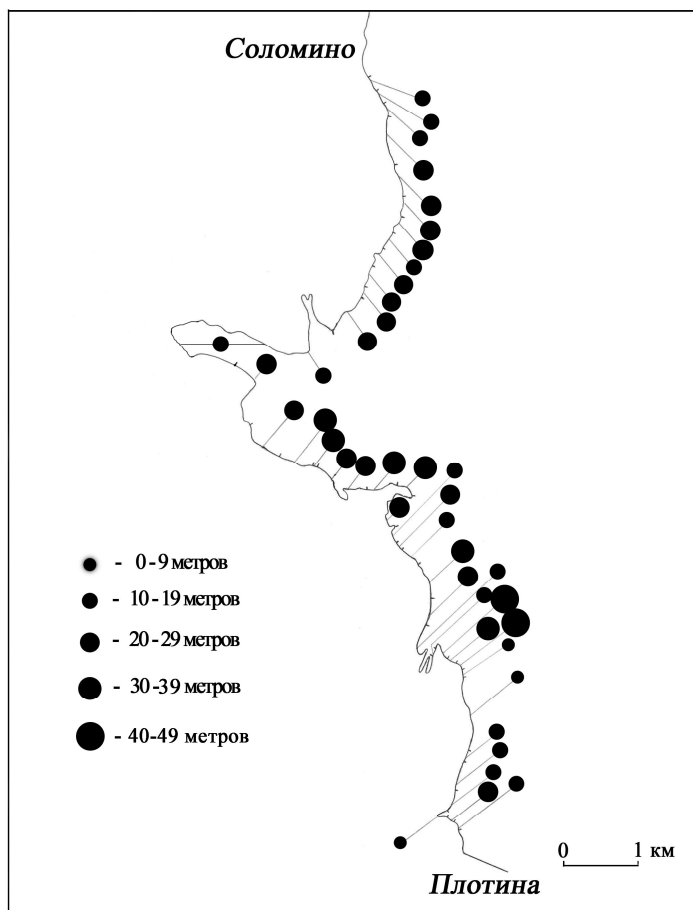 Соломино
- 0-9 метров
- 10-19 метров
- 20-29 метров
- 30-39 метров
- 40-49 метров
0 1 км
Плотина